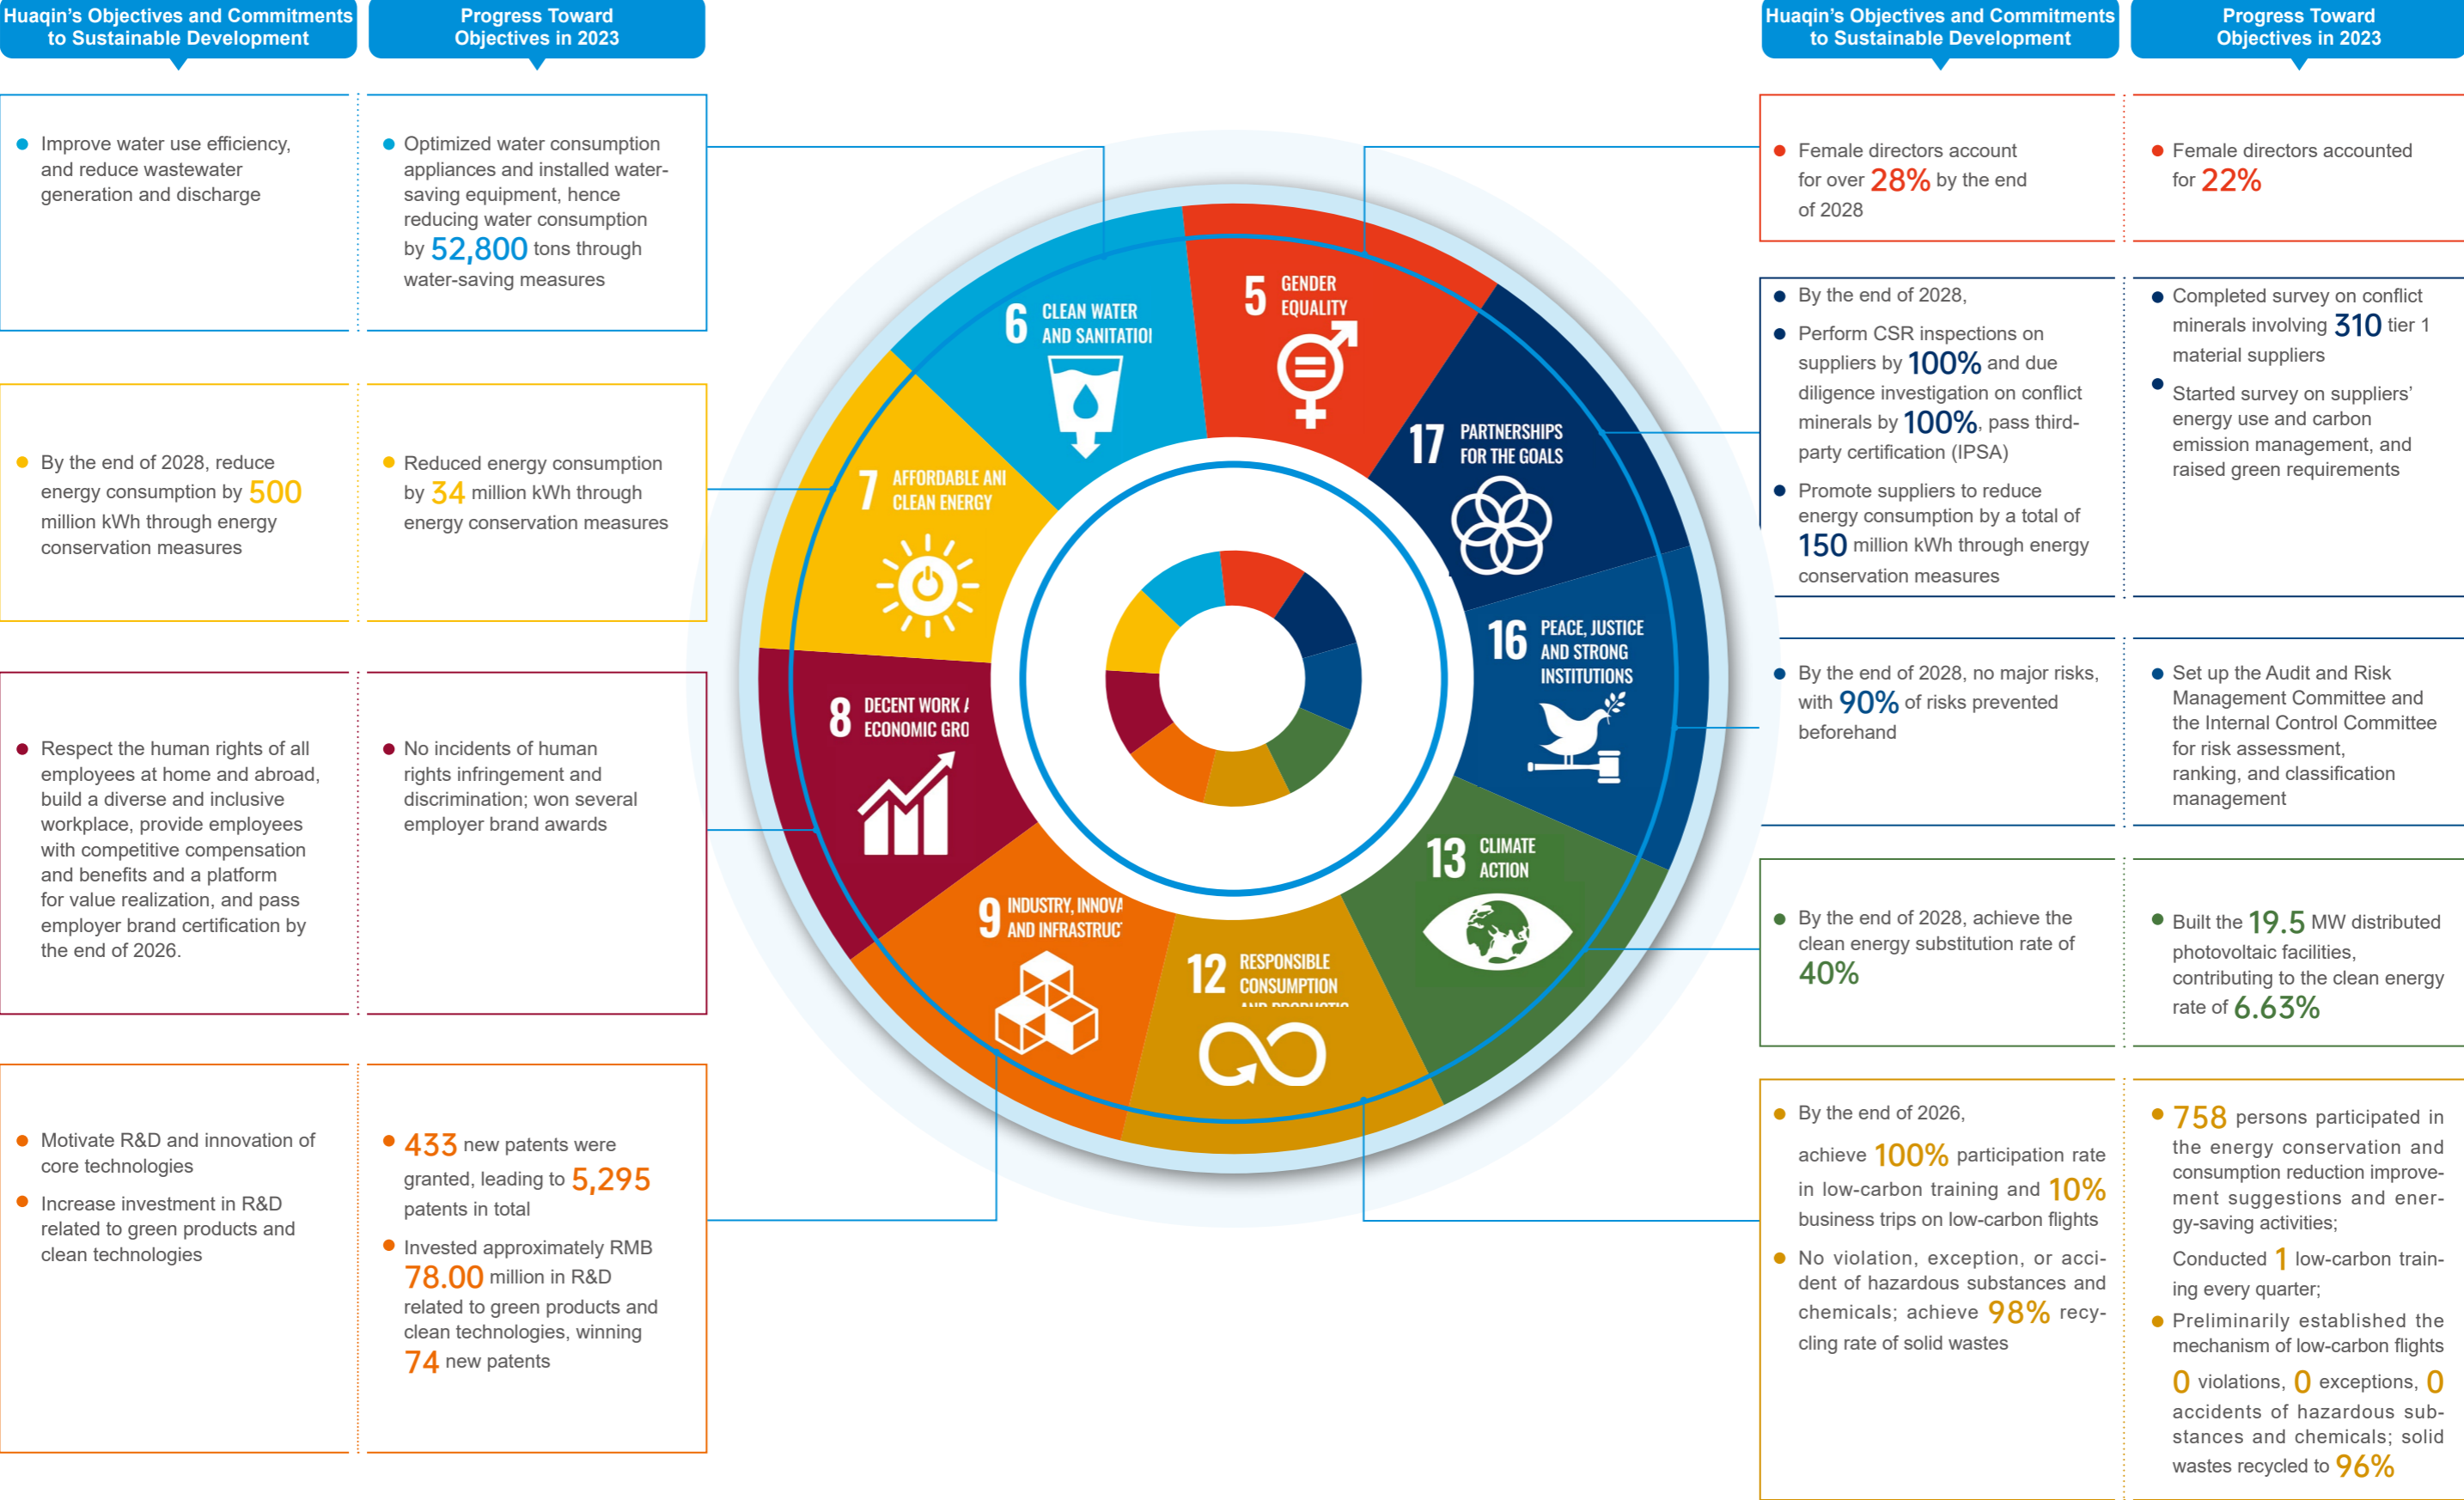 Huaqin's Objectives and Commitments
to Sustainable Development
Progress Toward
Objectives in 2023
Improve water use efficiency,
and reduce wastewater
generation and discharge
Optimized water consumption
appliances and installed water-
saving equipment, hence
reducing water consumption
by 52,800 tons through
water-saving measures
By the end of 2028, reduce
energy consumption by 500
million kWh through energy
conservation measures
Reduced energy consumption
by 34 million kWh through
energy conservation measures
Respect the human rights of all
employees at home and abroad,
build a diverse and inclusive
workplace, provide employees
with competitive compensation
and benefits and a platform
for value realization, and pass
employer brand certification by
the end of 2026.
No incidents of human
rights infringement and
discrimination; won several
employer brand awards
Motivate R&D and innovation of
core technologies
Increase investment in R&D
related to green products and
clean technologies
433 new patents were
granted, leading to 5,295
patents in total
Invested approximately RMB
78.00 million in R&D
related to green products and
clean technologies, winning
74 new patents
6 CLEAN WATER
AND SANITATIO
5 GENDER
EQUALITY
7 AFFORDABLE AN
CLEAN ENERGY
17 PARTNERSHIPS
FOR THE GOALS
8 DECENT WORK
ECONOMIC GRO
16 PEACE, JUSTICE
AND STRONG
INSTITUTIONS
9 INDUSTRY, INNOVA
AND INFRASTRUC
13 CLIMATE
ACTION
12 RESPONSIBLE
CONSUMPTION
Huaqin's Objectives and Commitments
to Sustainable Development
Progress Toward
Objectives in 2023
Female directors account
for over 28% by the end
of 2028
Female directors accounted
for 22%
By the end of 2028,
Perform CSR inspections on
suppliers by 100% and due
diligence investigation on conflict
minerals by 100%, pass third-
party certification (IPSA)
Promote suppliers to reduce
energy consumption by a total of
150 million kWh through energy
conservation measures
Completed survey on conflict
minerals involving 310 tier 1
material suppliers
Started survey on suppliers'
energy use and carbon
emission management, and
raised green requirements
By the end of 2028, no major risks,
with 90% of risks prevented
beforehand
Set up the Audit and Risk
Management Committee and
the Internal Control Committee
for risk assessment,
ranking, and classification
management
By the end of 2028, achieve the
clean energy substitution rate of
40%
Built the 19.5 MW distributed
photovoltaic facilities,
contributing to the clean energy
rate of 6.63%
By the end of 2026,
achieve 100% participation rate
in low-carbon training and 10%
business trips on low-carbon flights
No violation, exception, or acci-
dent of hazardous substances and
chemicals; achieve 98% recy-
cling rate of solid wastes
758 persons participated in
the energy conservation and
consumption reduction improve-
ment suggestions and ener-
gy-saving activities;
Conducted 1 low-carbon train-
ing every quarter;
Preliminarily established the
mechanism of low-carbon flights
0 violations, 0 exceptions, 0
accidents of hazardous sub-
stances and chemicals; solid
wastes recycled to 96%